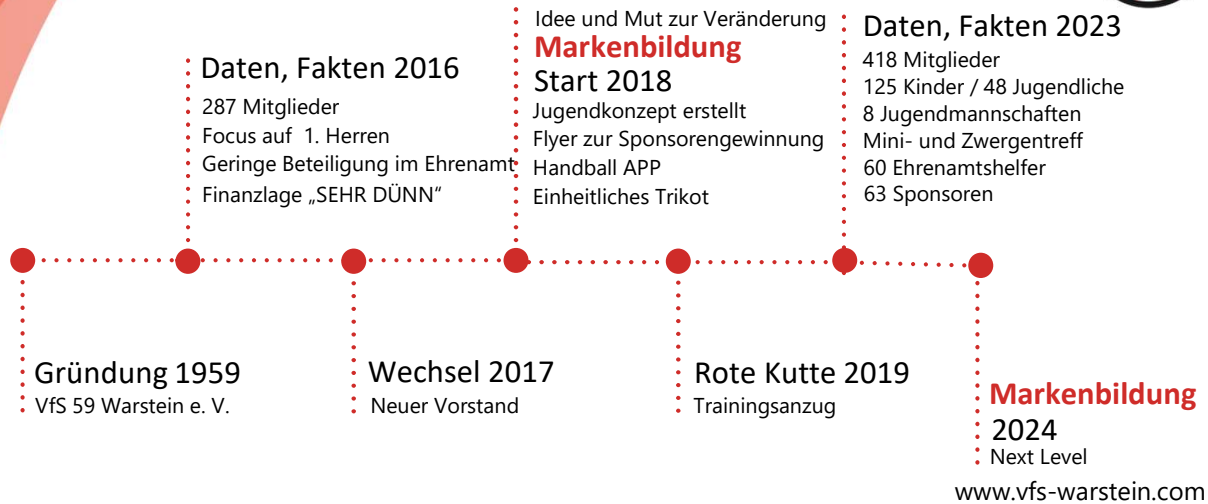 Daten, Fakten 2016
287 Mitglieder
Focus auf 1. Herren
Geringe Beteiligung im Ehrenamt
Finanzlage „SEHR DÜNN“
Idee und Mut zur Veränderung
Markenbildung
Start 2018
Jugendkonzept erstellt
Flyer zur Sponsorengewinnung
Handball APP
Einheitliches Trikot
Daten, Fakten 2023
418 Mitglieder
125 Kinder / 48 Jugendliche
8 Jugendmannschaften
Mini- und Zwergentreff
60 Ehrenamtshelfer
63 Sponsoren
Gründung 1959
VfS 59 Warstein e. V.
Wechsel 2017
Neuer Vorstand
Rote Kutte 2019
Trainingsanzug
Markenbildung
2024
Next Level
www.vfs-warstein.com